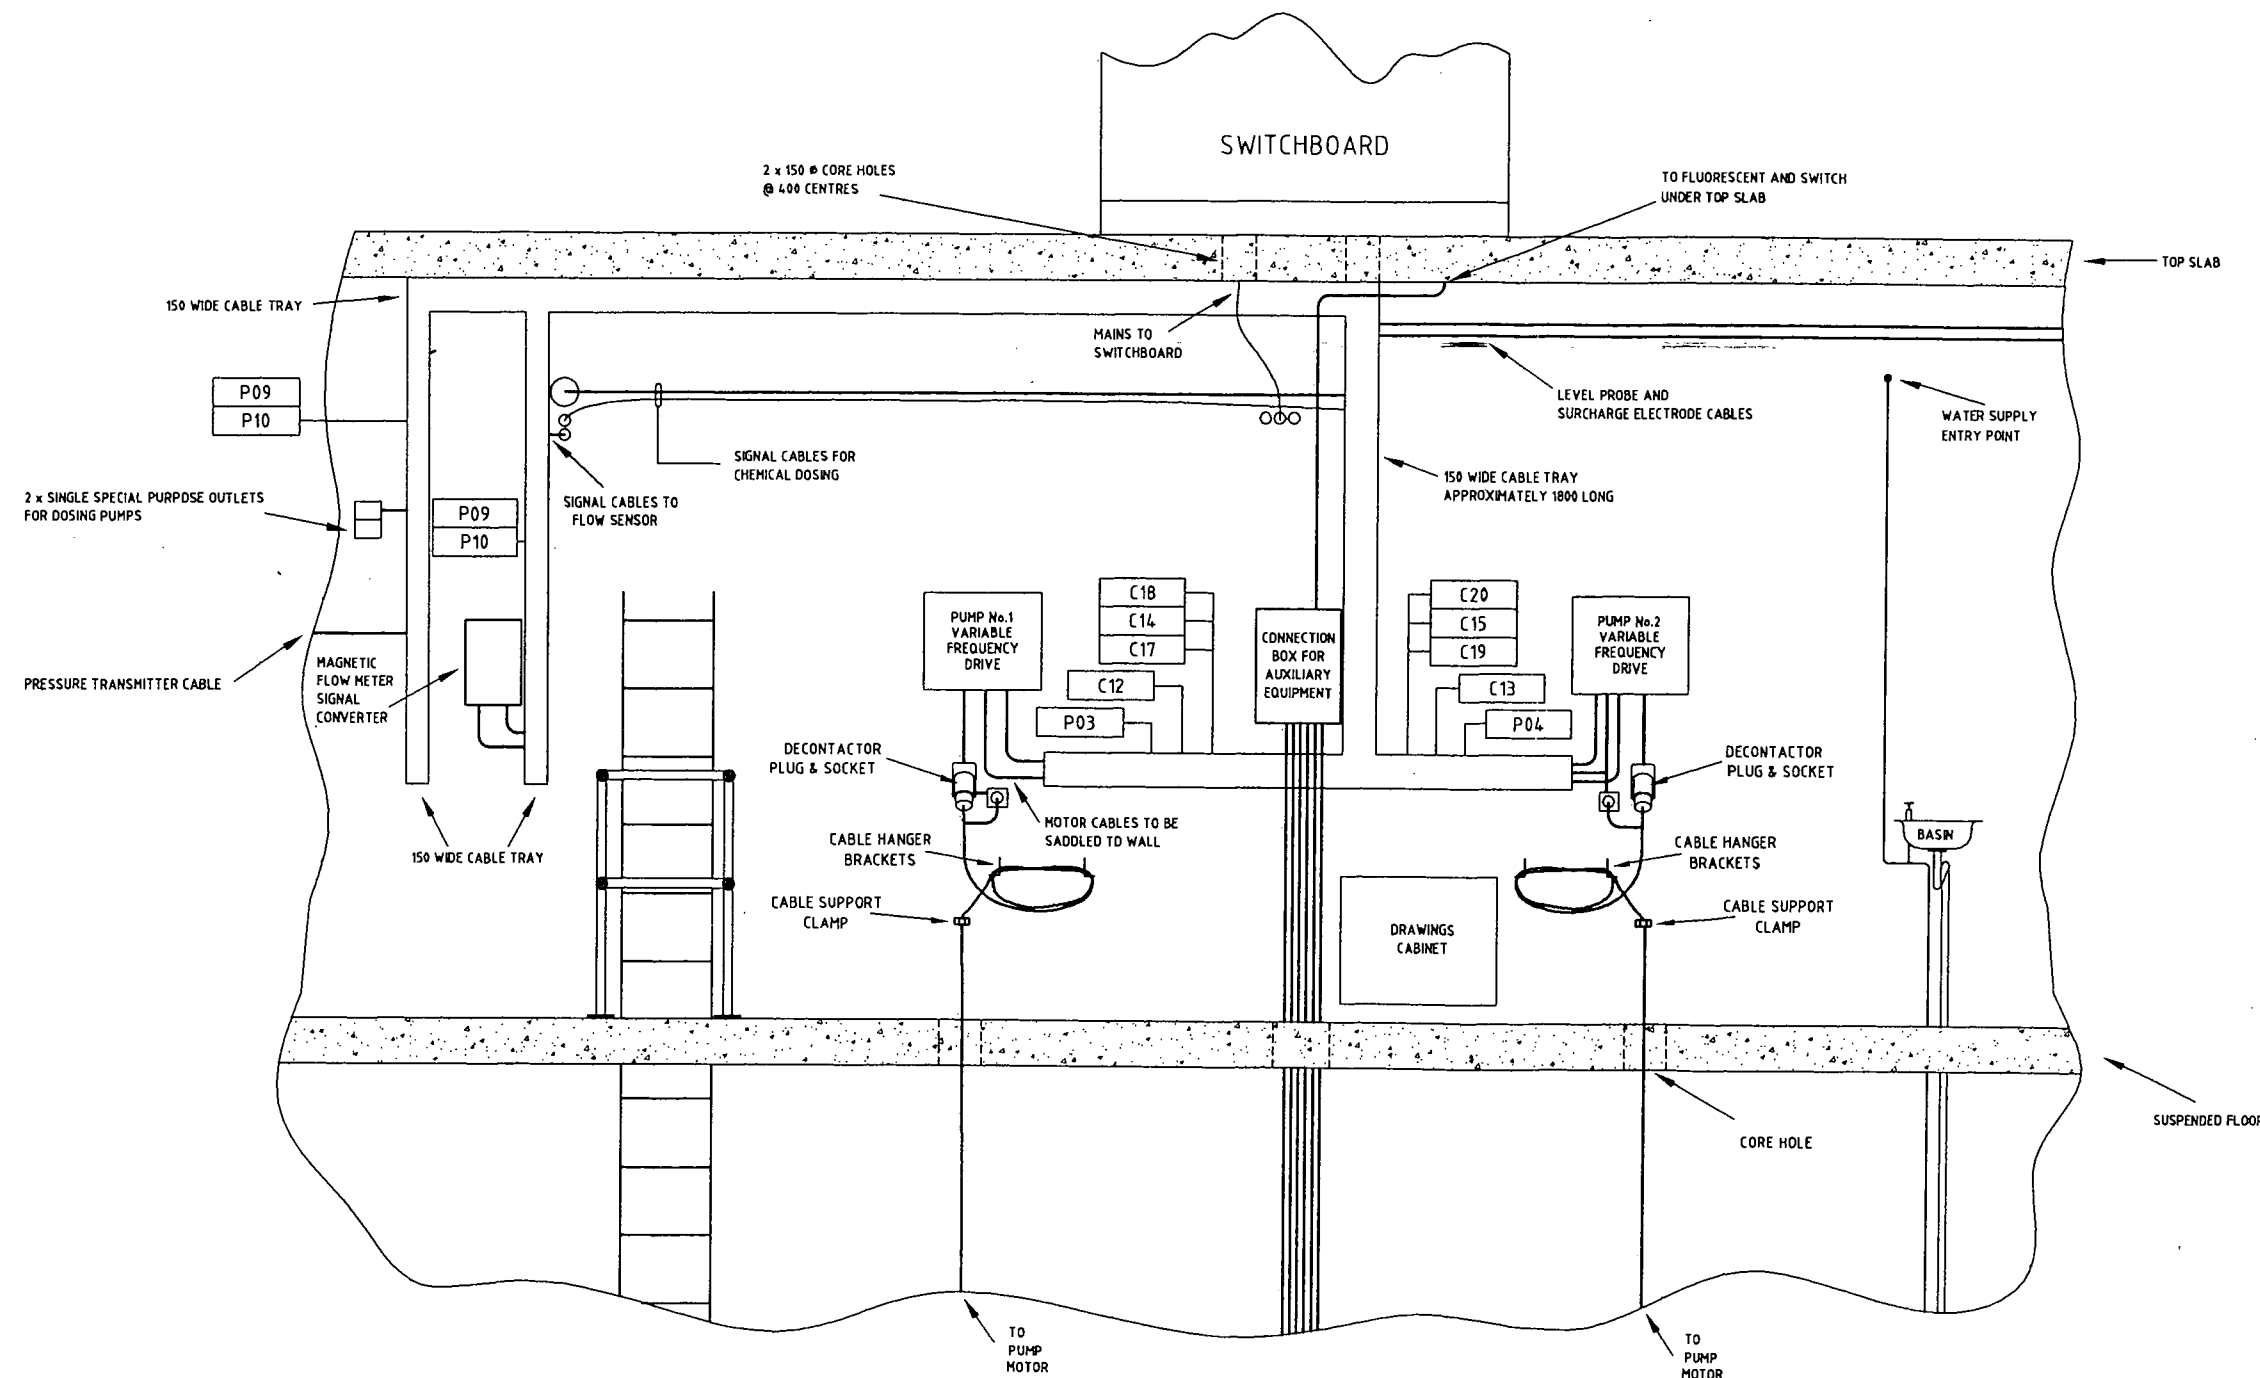 SWITCHBOARD
2 x 150 Ø CORE HOLES
@ 400 CENTRES
TO FLUORESCENT AND SWITCH
UNDER TOP SLAB
TOP SLAB
150 WIDE CABLE TRAY
MAINS TO
SWITCHBOARD
P09
P10
LEVEL PROBE AND
SURCHARGE ELECTRODE CABLES
WATER SUPPLY
ENTRY POINT
SIGNAL CABLES FOR
CHEMICAL DOSING
150 WIDE CABLE TRAY
APPROXIMATELY 1800 LONG
2 x SINGLE SPECIAL PURPOSE OUTLETS
FOR DOSING PUMPS
P09
P10
SIGNAL CABLES TO
FLOW SENSOR
C18
C14
C17
C12
P03
C20
C15
C19
C13
P04
PUMP No.1
VARIABLE
FREQUENCY
DRIVE
CONNECTION
BOX FOR
AUXILIARY
EQUIPMENT
PUMP No.2
VARIABLE
FREQUENCY
DRIVE
PRESSURE TRANSMITTER CABLE
MAGNETIC
FLOW METER
SIGNAL
CONVERTER
DECONTACTOR
PLUG & SOCKET
DECONTACTOR
PLUG & SOCKET
150 WIDE CABLE TRAY
MOTOR CABLES TO BE
SADDLED TO WALL
CABLE HANGER
BRACKETS
CABLE HANGER
BRACKETS
BASIN
CABLE SUPPORT
CLAMP
CABLE SUPPORT
CLAMP
DRAWINGS
CABINET
SUSPENDED FLOOR
CORE HOLE
TO
PUMP
MOTOR
TO
PUMP
MOTOR